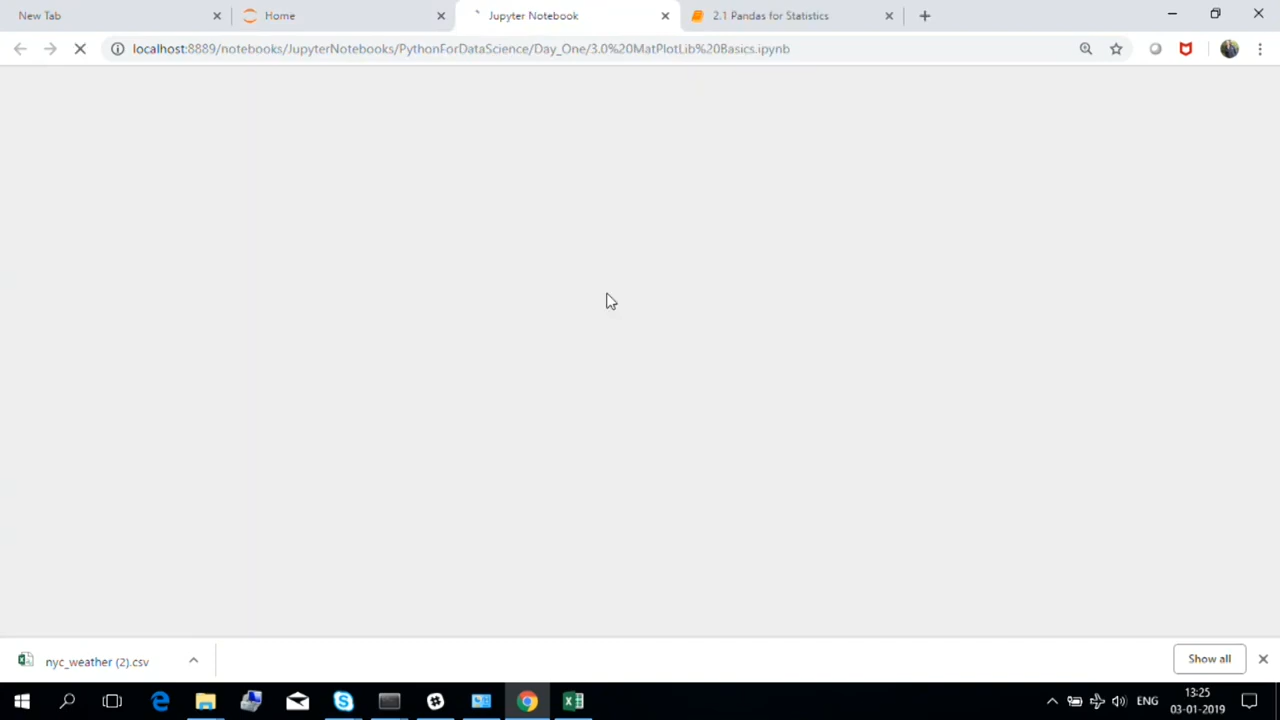 New Tab
Home
Jupyter Notebook
2.1 Pandas for Statistics
localhost:8889/notebooks/JupyterNotebooks/PythonForDataScience/Day_One/3.0%20MatPlotLib%20Basics.ipynb
nyc_weather (2).csv
Show all
ENG
13:25
03-01-2019